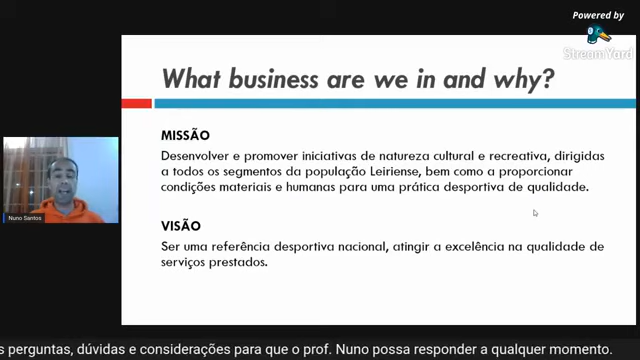 Powered by
StreamYard
What business are we in and why?
MISSÃO
Desenvolver e promover iniciativas de natureza cultural e recreativa, dirigidas
a todos os segmentos da população Leiriense, bem como a proporcionar
condições materiais e humanas para uma prática desportiva de qualidade.
Nuno Santos
VISÃO
Ser uma referência desportiva nacional, atingir a excelência na qualidade de
serviços prestados.
perguntas, dúvidas e considerações para que o prof. Nuno possa responder a qualquer momento.